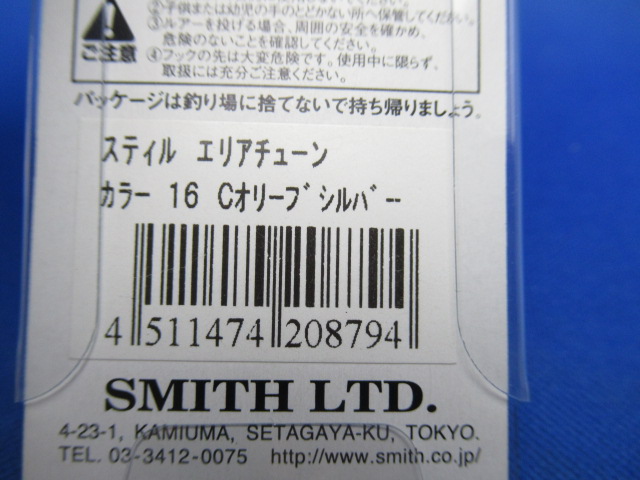 ②子供または幼児の手のとどかない所へ保管してください。
③ルアーを投げる場合、周囲の安全を確かめ、
危険のないことを確認してください。
④フックの先は大変危険です。使用中に限らず、
取扱には充分ご注意ください。
ご注意
パッケージは釣り場に捨てないで持ち帰りましょう。
スティル エリアチューン
カラー 16 Cオリーブシルバー
4 511474 208794
SMITH LTD.
4-23-1, KAMIUMA, SETAGAYA-KU, TOKYO.
TEL. 03-3412-0075 http://www.smith.co.jp/